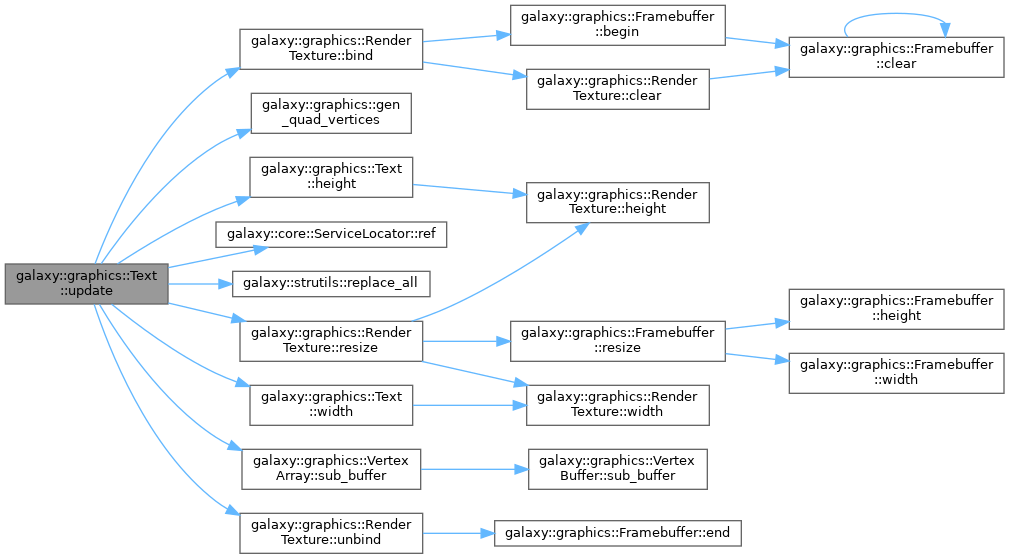 galaxy::graphics::Text
::update
galaxy::graphics::Render
Texture::bind
galaxy::graphics::gen
_quad_vertices
galaxy::graphics::Text
::height
galaxy::core::ServiceLocator::ref
galaxy::strutils::replace_all
galaxy::graphics::Render
Texture::resize
galaxy::graphics::Text
::width
galaxy::graphics::Vertex
Array::sub_buffer
galaxy::graphics::Render
Texture::unbind
galaxy::graphics::Framebuffer
::begin
galaxy::graphics::Render
Texture::clear
galaxy::graphics::Render
Texture::height
galaxy::graphics::Framebuffer
::resize
galaxy::graphics::Render
Texture::width
galaxy::graphics::Vertex
Buffer::sub_buffer
galaxy::graphics::Framebuffer::end
galaxy::graphics::Framebuffer
::clear
galaxy::graphics::Framebuffer
::height
galaxy::graphics::Framebuffer
::width